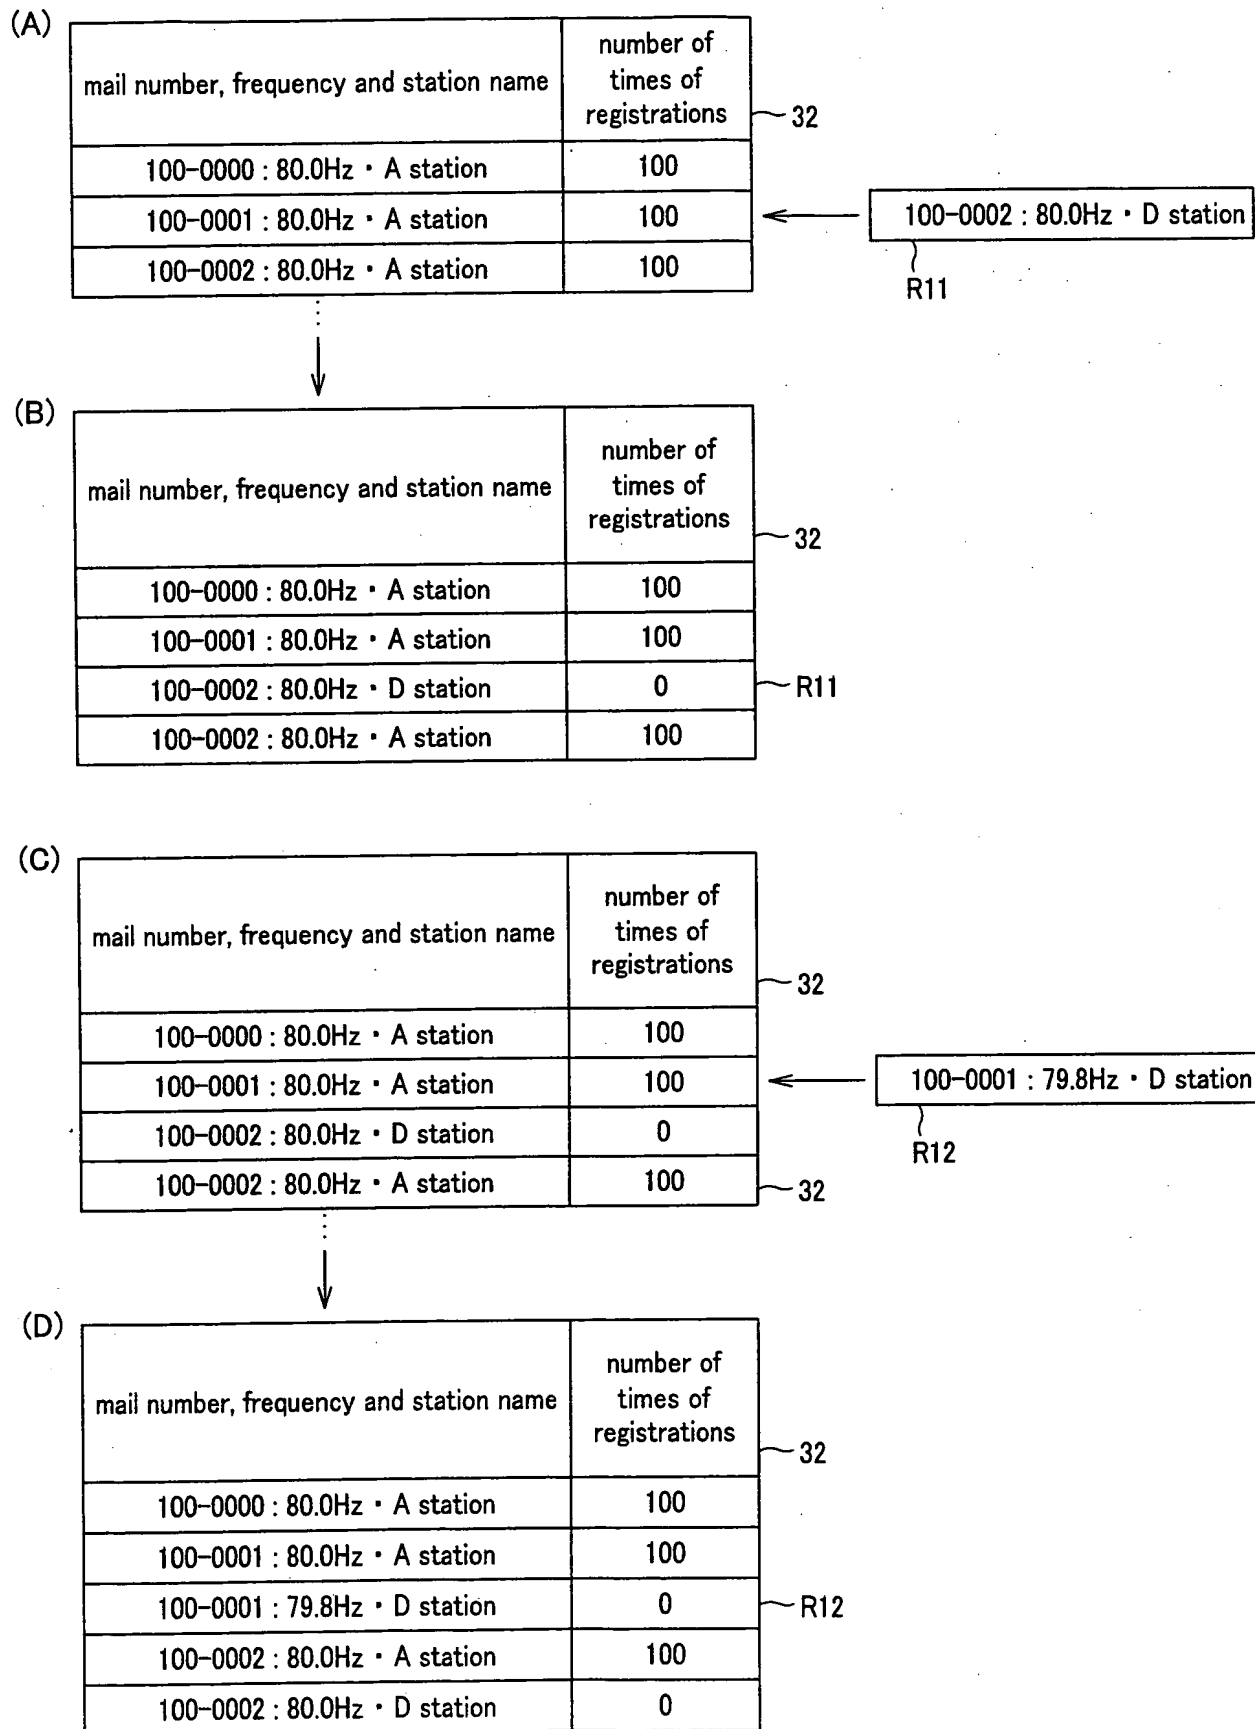 (A)
mail number, frequency and station name
number of
times of
registrations
32
100-0000 : 80.0Hz・A station
100
100-0001 : 80.0Hz・A station
100
100-0002 : 80.0Hz・D station
R11
100-0002 : 80.0Hz・A station
100
(B)
mail number, frequency and station name
number of
times of
registrations
32
100-0000 : 80.0Hz・A station
100
100-0001 : 80.0Hz・A station
100
100-0002 : 80.0Hz・D station
0
R11
100-0002 : 80.0Hz・A station
100
(C)
mail number, frequency and station name
number of
times of
registrations
32
100-0000 : 80.0Hz・A station
100
100-0001 : 80.0Hz・A station
100
100-0001 : 79.8Hz・D station
R12
100-0002 : 80.0Hz・D station
0
100-0002 : 80.0Hz・A station
100
32
(D)
mail number, frequency and station name
number of
times of
registrations
32
100-0000 : 80.0Hz・A station
100
100-0001 : 80.0Hz・A station
100
100-0001 : 79.8Hz・D station
0
R12
100-0002 : 80.0Hz・A station
100
100-0002 : 80.0Hz・D station
0